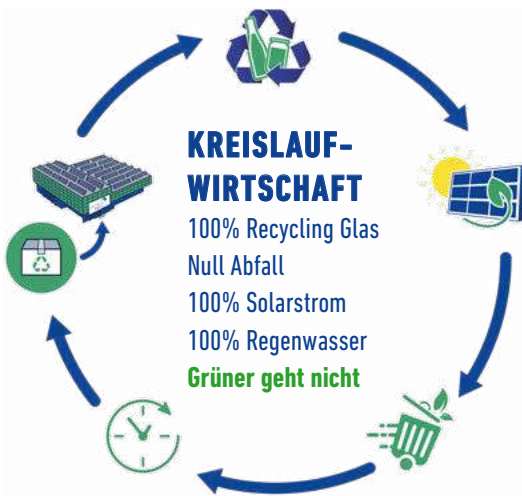 KREISLAUF-
WIRTSCHAFT
100% Recycling Glas
Null Abfall
100% Solarstrom
100% Regenwasser
Grüner geht nicht